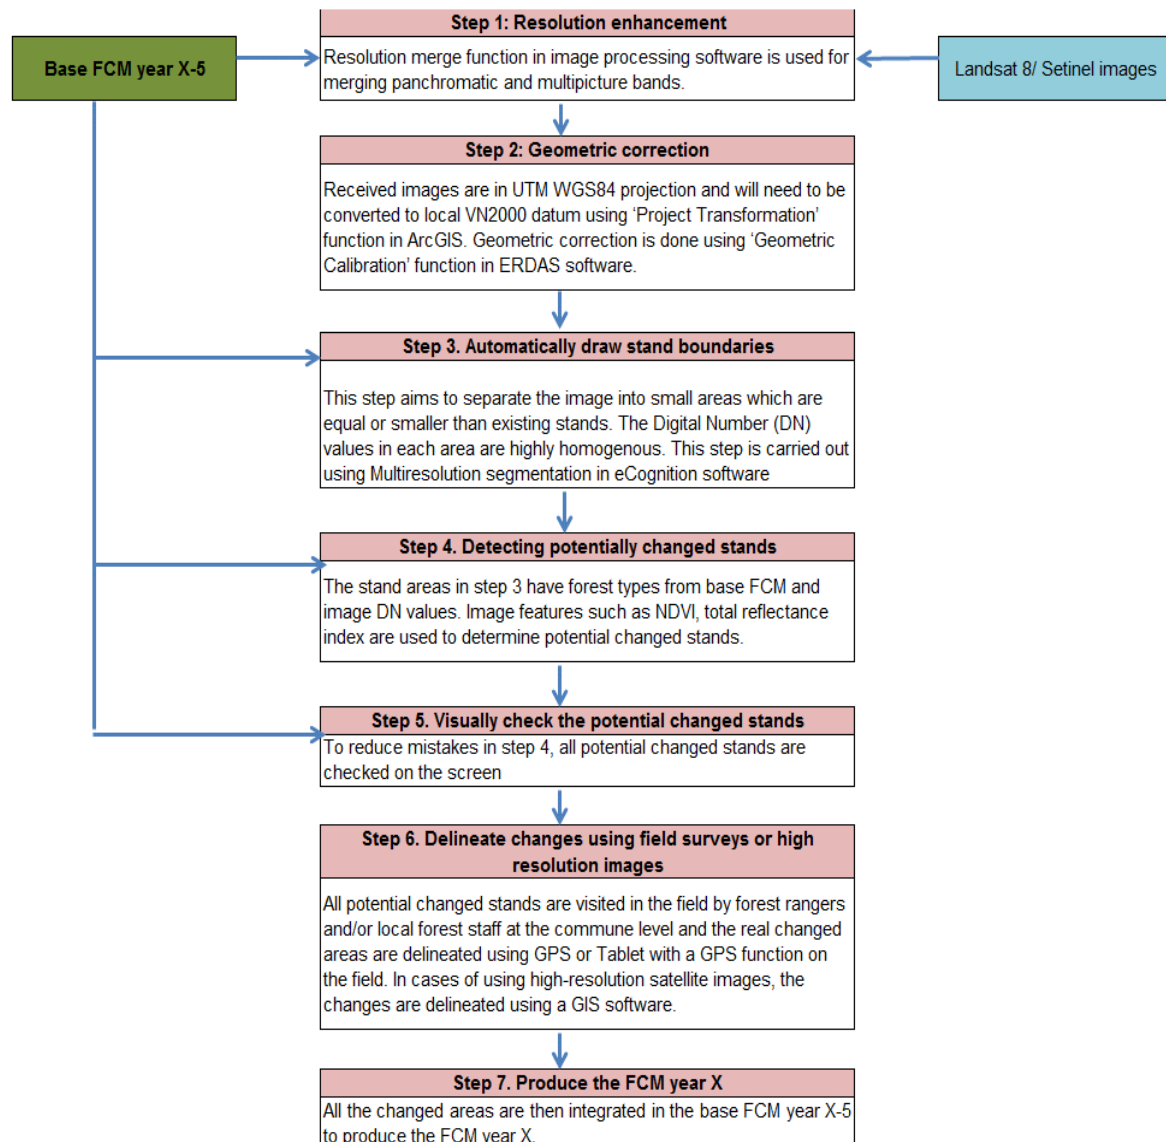 Step 1: Resolution enhancement
Base FCM year X-5
Resolution merge function in image processing software is used for
merging panchromatic and multipicture bands.
Landsat 8/ Setinel images
Step 2: Geometric correction
Received images are in UTM WGS84 projection and will need to be
converted to local VN2000 datum using ‘Project Transformation’
function in ArcGIS. Geometric correction is done using ‘Geometric
Calibration’ function in ERDAS software.
Step 3. Automatically draw stand boundaries
This step aims to separate the image into small areas which are
equal or smaller than existing stands. The Digital Number (DN)
values in each area are highly homogenous. This step is carried out
using Multiresolution segmentation in eCognition software
Step 4. Detecting potentially changed stands
The stand areas in step 3 have forest types from base FCM and
image DN values. Image features such as NDVI, total reflectance
index are used to determine potential changed stands.
Step 5. Visually check the potential changed stands
To reduce mistakes in step 4, all potential changed stands are
checked on the screen
Step 6. Delineate changes using field surveys or high
resolution images
All potential changed stands are visited in the field by forest rangers
and/or local forest staff at the commune level and the real changed
areas are delineated using GPS or Tablet with a GPS function on
the field. In cases of using high-resolution satellite images, the
changes are delineated using a GIS software.
Step 7. Produce the FCM year X
All the changed areas are then integrated in the base FCM year X-5
to produce the FCM year X.